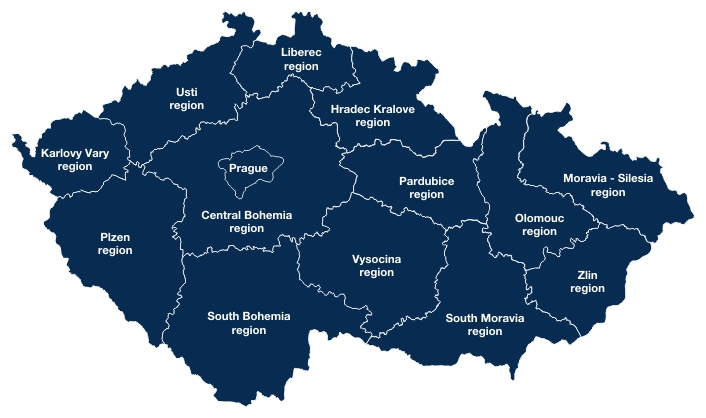 Liberec
region
Usti
region
Hradec Kralove
region
Karlovy Vary
region
Prague
Pardubice
region
Moravia - Silesia
region
Central Bohemia
region
Olomouc
region
Plzen
region
Vysocina
region
Zlin
region
South Bohemia
region
South Moravia
region